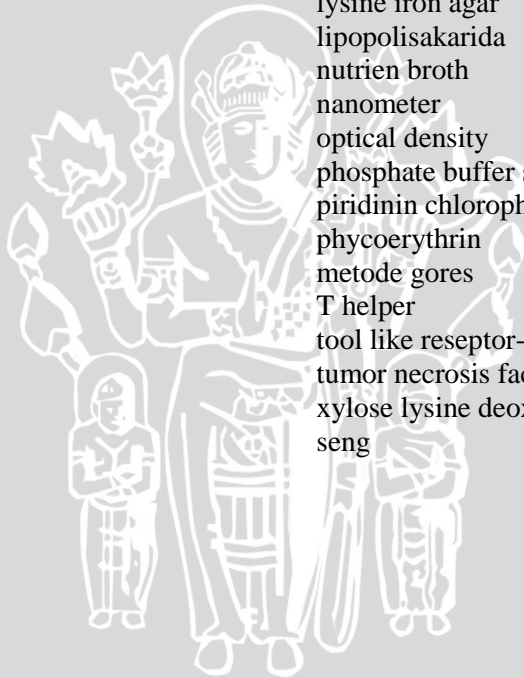 lysine iron agar
lipopolisakarida
nutrien broth
nanometer
optical density
phosphate buffer
piridinin
phycoerythrin
metode gores
T helper
tool like reseptor-
tumor necrosis
xylose lysine
seng